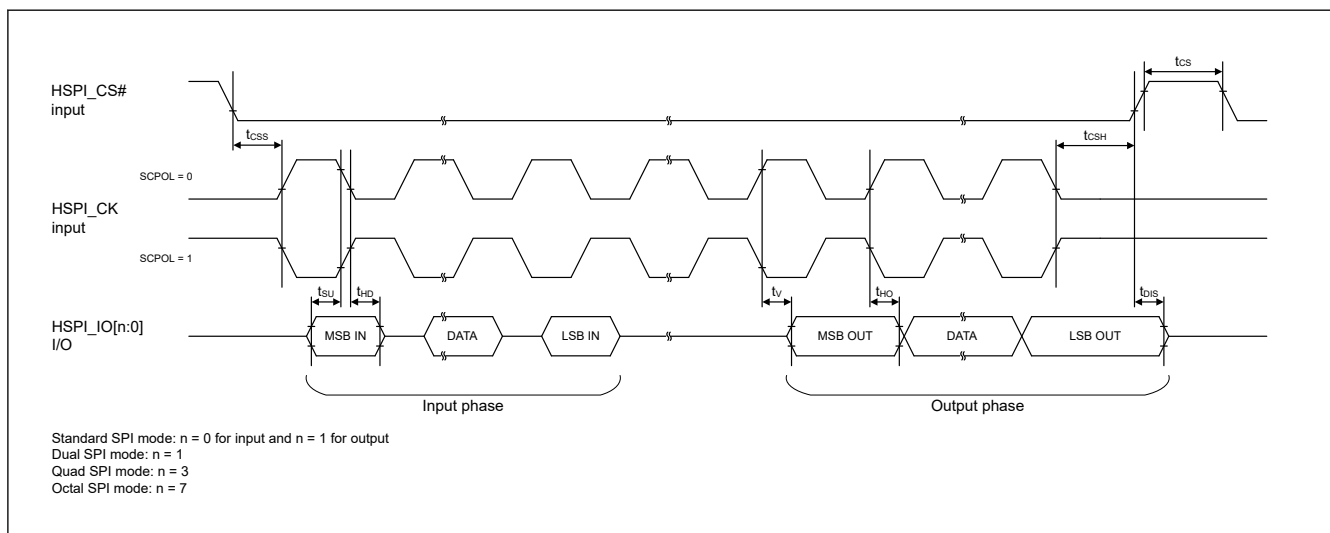 tCS
HSPI_CS#
input
tCSS
tCSH
SCPOL = 0
HSPI_CK
input
SCPOL = 1
tSU
tHD
tV
tHO
tDIS
HSPI_IO[n:0]
I/O
MSB IN
DATA
LSB IN
MSB OUT
DATA
LSB OUT
Input phase
Output phase
Standard SPI mode: n = 0 for input and n = 1 for output
Dual SPI mode: n = 1
Quad SPI mode: n = 3
Octal SPI mode: n = 7